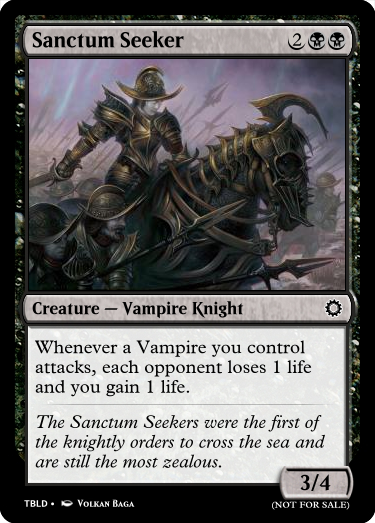 Sanctum Seeker 2
Creature — Vampire Knight
Whenever a Vampire you control
attacks, each opponent loses 1 life
and you gain 1 life.
The Sanctum Seekers were the first of
the knightly orders to cross the sea and
are still the most zealous.
3/4
TBLD • Volkan Baga (NOT FOR SALE)